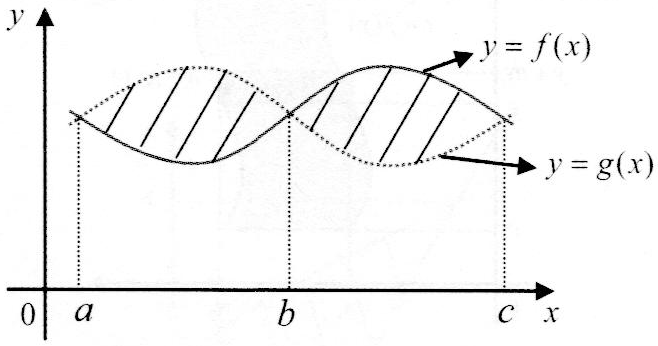 y
y = f(x)
y = g(x)
0
a
b
c
x